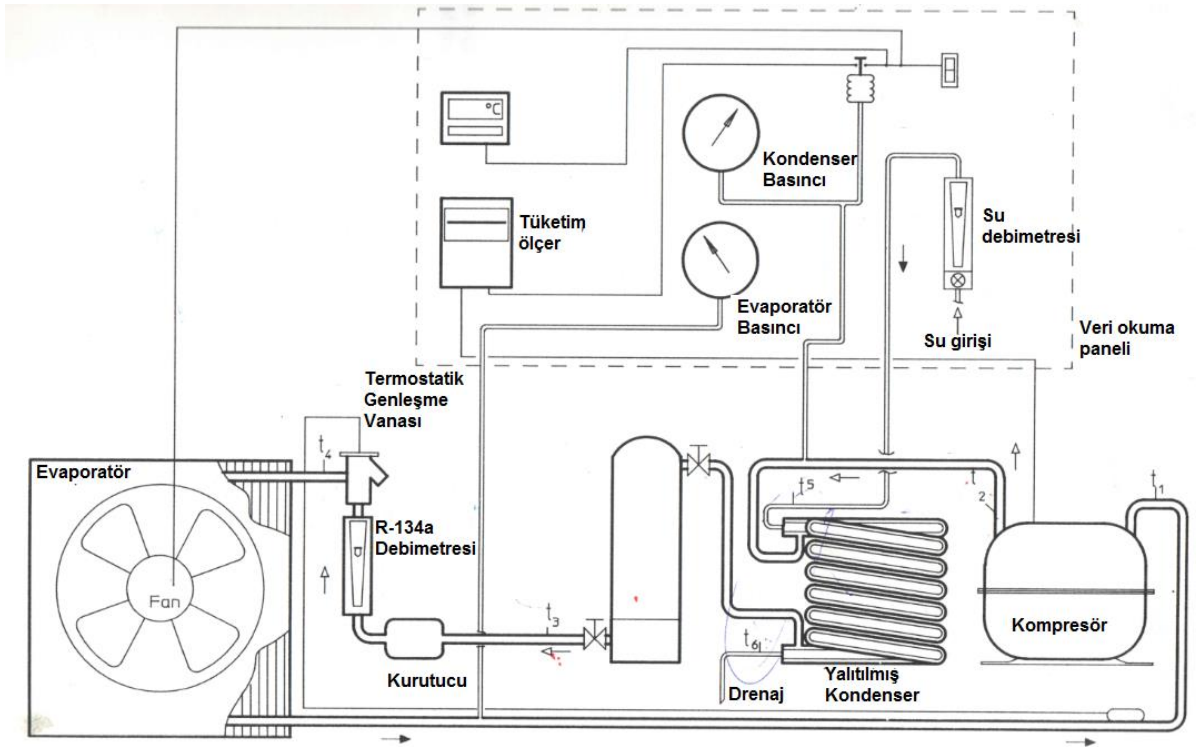 °C
Kondenser
Basıncı
Tüketim
ölçer
Su
debimetresi
Evaporatör
Basıncı
Su girişi
Veri okuma
paneli
Termostatik
Genleşme
Vanası
Evaporatör
t4
t5
t
2
t1
R-134a
Debimetresi
Fan
t3
Kompresör
t6
Kurutucu
Drenaj
Yalıtılmış
Kondenser